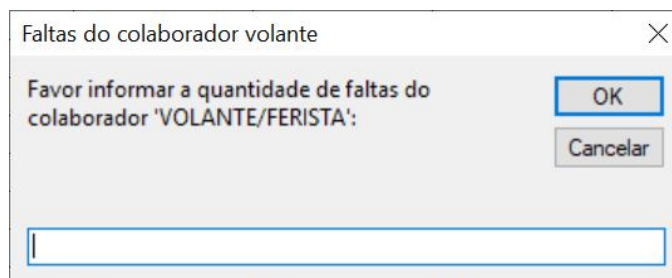 Faltas do colaborador volante
Favor informar a quantidade de faltas do
colaborador 'VOLANTE/FERISTA':
OK
Cancelar